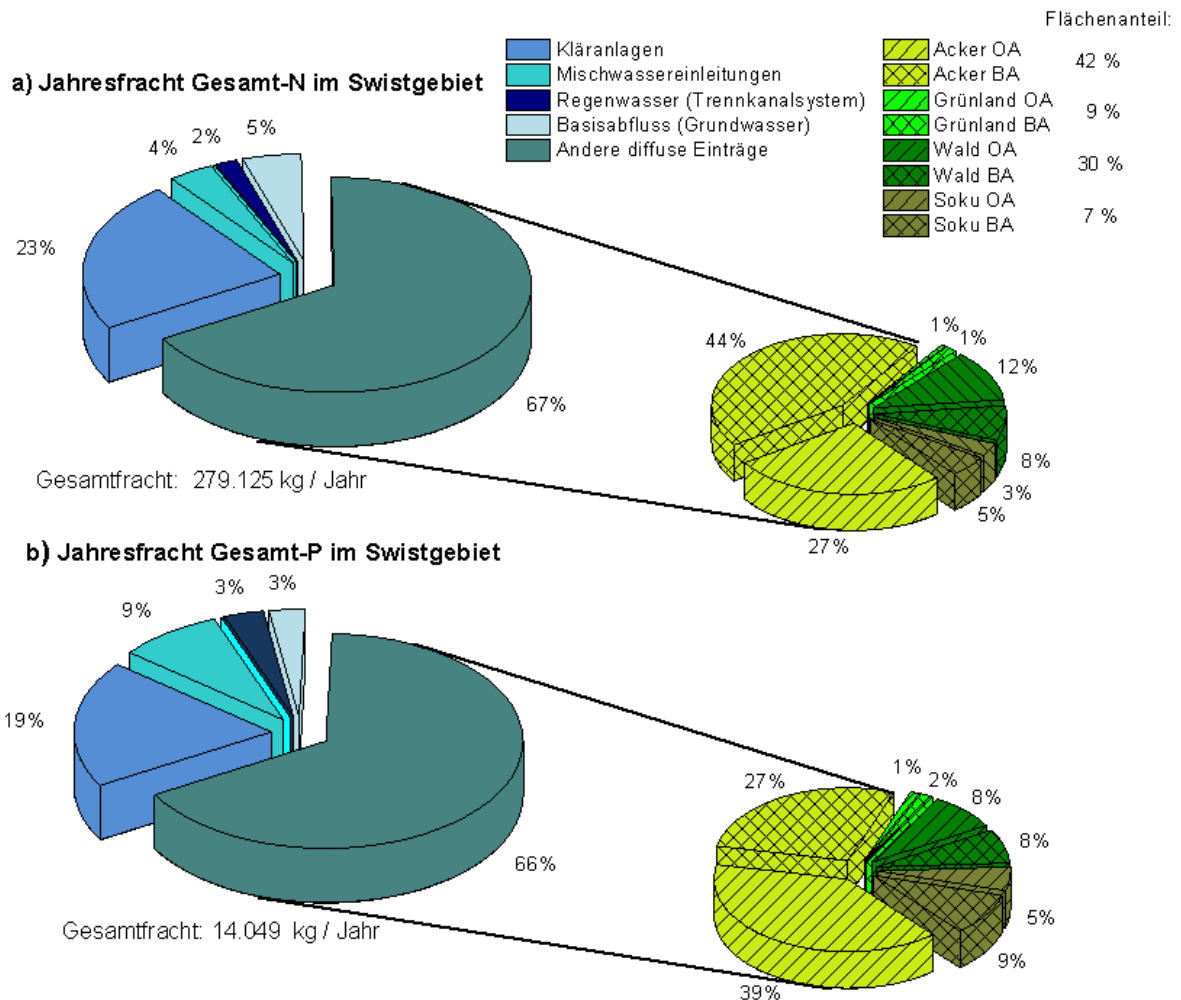 Flächenanteil:
Kläranlagen
Mischwassereinleitungen
Regenwasser (Trennkanalsystem)
Basisabfluss (Grundwasser)
Andere diffuse Einträge
Acker OA
Acker BA
Grünland OA
Grünland BA
Wald OA
Wald BA
Soku OA
Soku BA
42 %
9 %
30 %
7 %
a) Jahresfracht Gesamt-N im Swistgebiet
4%
2%
5%
23%
67%
44%
1%
1%
12%
8%
3%
5%
27%
Gesamtfracht: 279.125 kg / Jahr
b) Jahresfracht Gesamt-P im Swistgebiet
9%
3%
3%
19%
66%
27%
1%
2%
8%
8%
5%
9%
39%
Gesamtfracht: 14.049 kg / Jahr